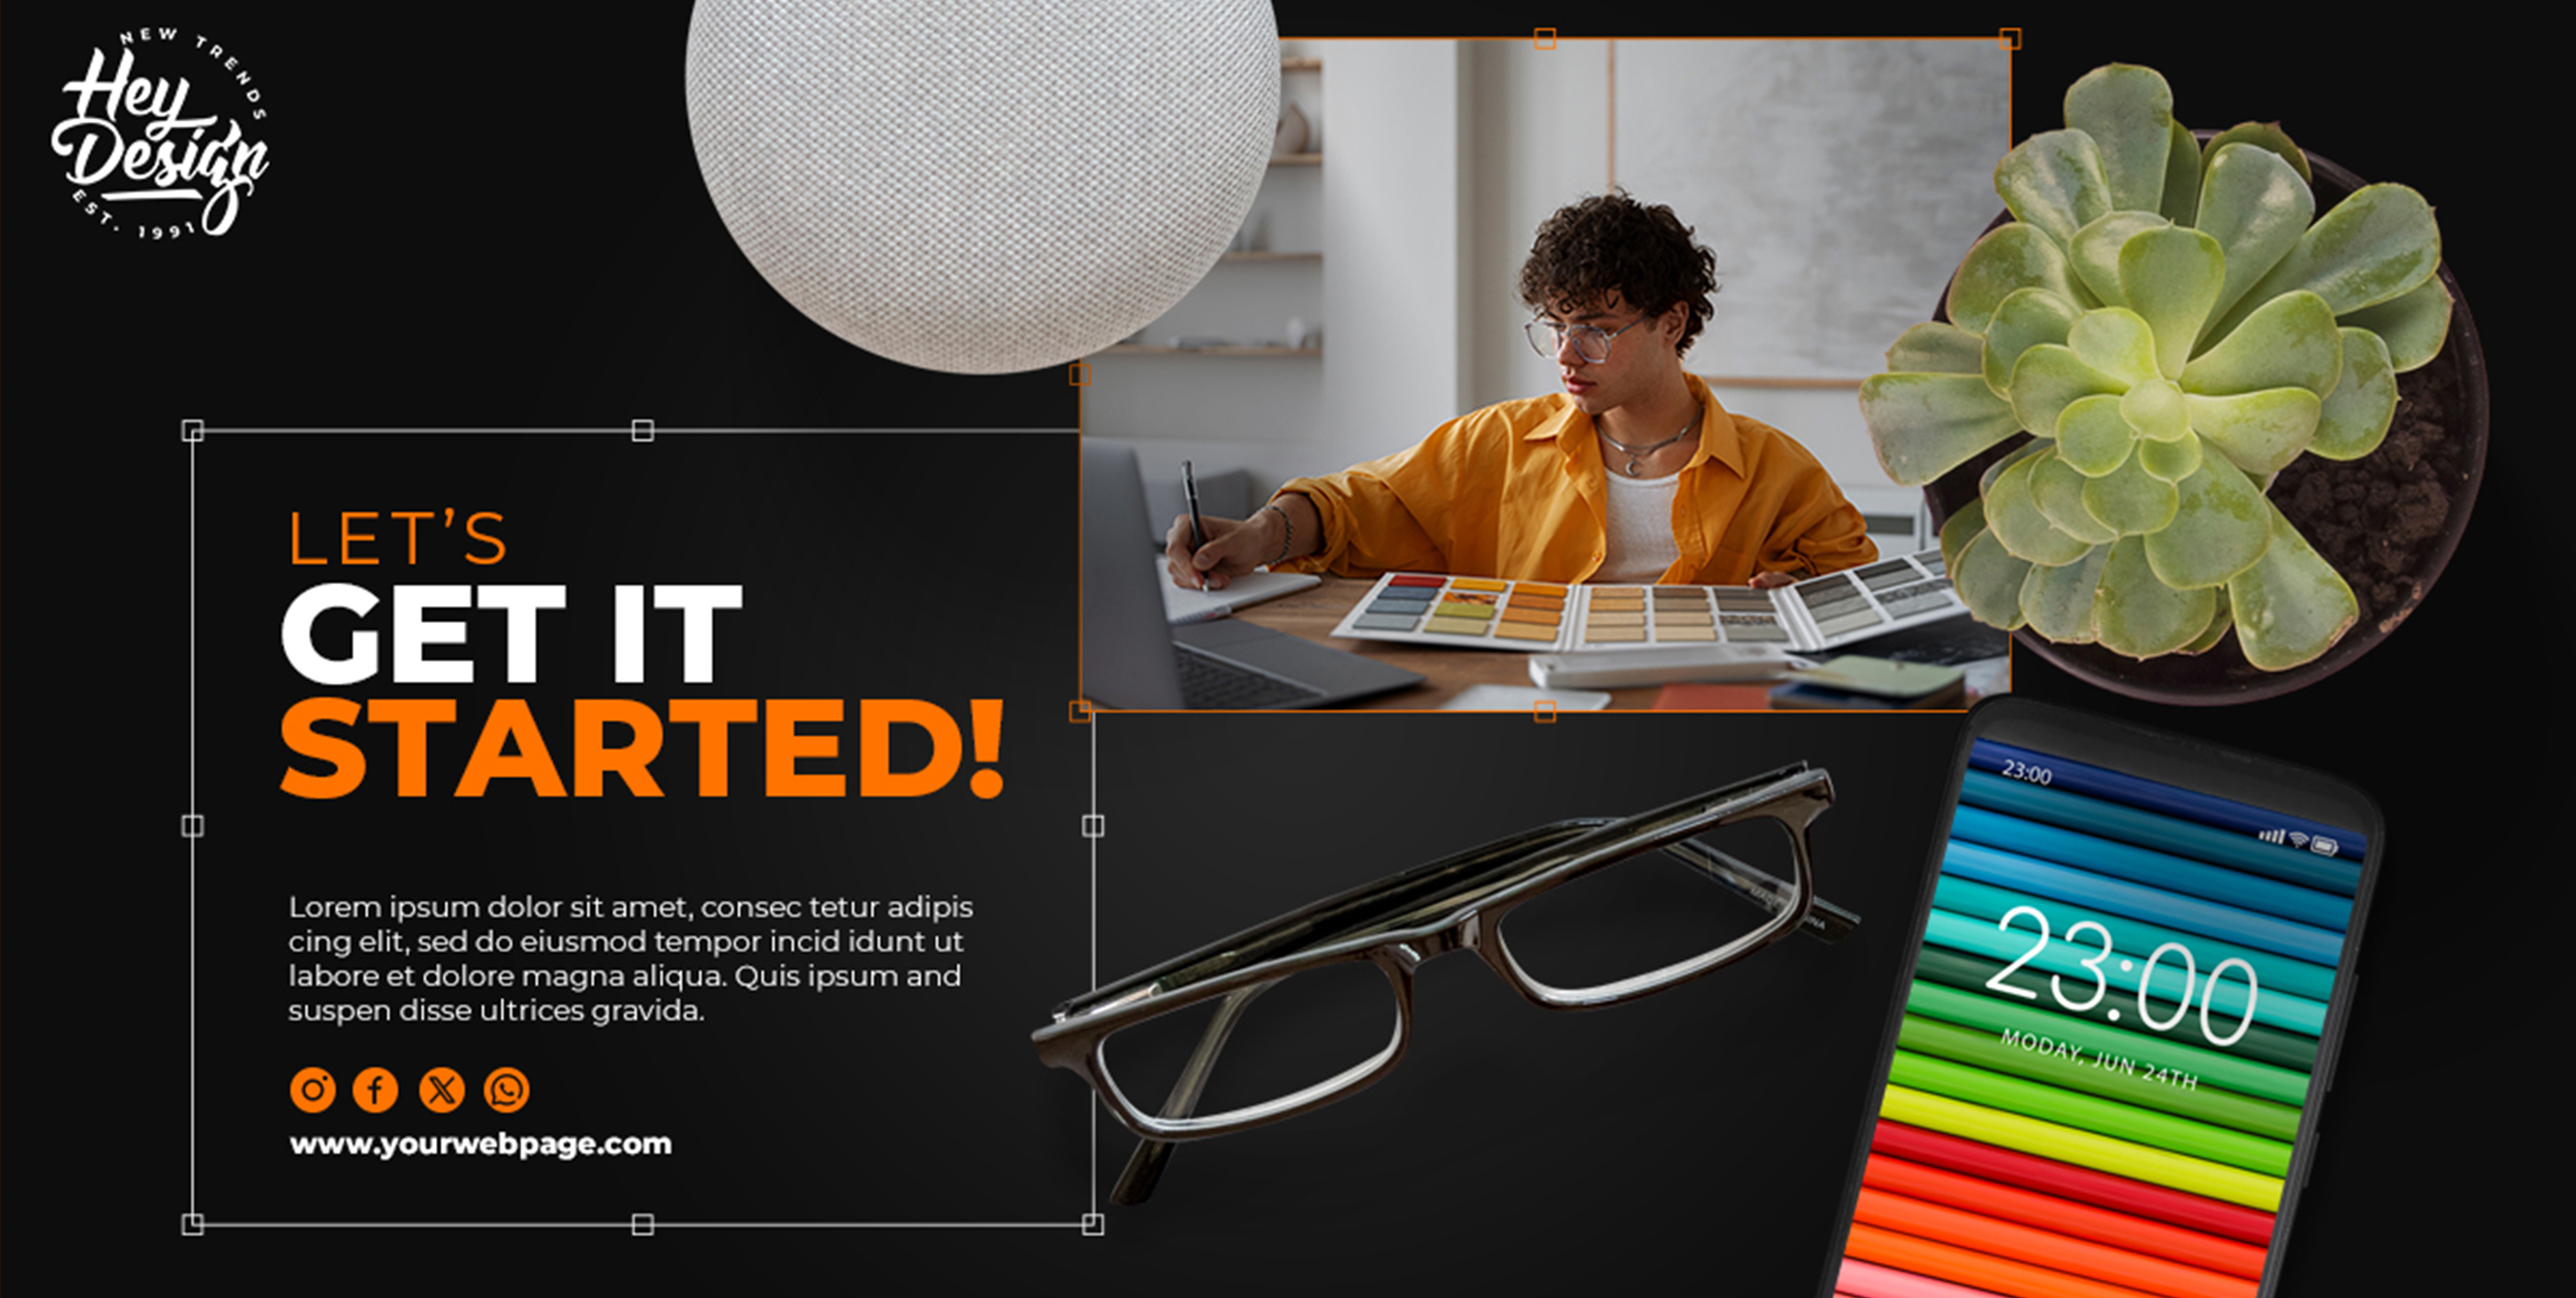 NEW TRENDS
Hey
Design
EST. 1991
LET'S
GET IT
STARTED!
Lorem ipsum dolor sit amet, consec tetur adipis
cing elit, sed do eiusmod tempor incid idunt ut
labore et dolore magna aliqua. Quis ipsum and
suspen disse ultrices gravida.
www.yourwebpage.com
23:00
23:00
MODAY, JUN 24TH